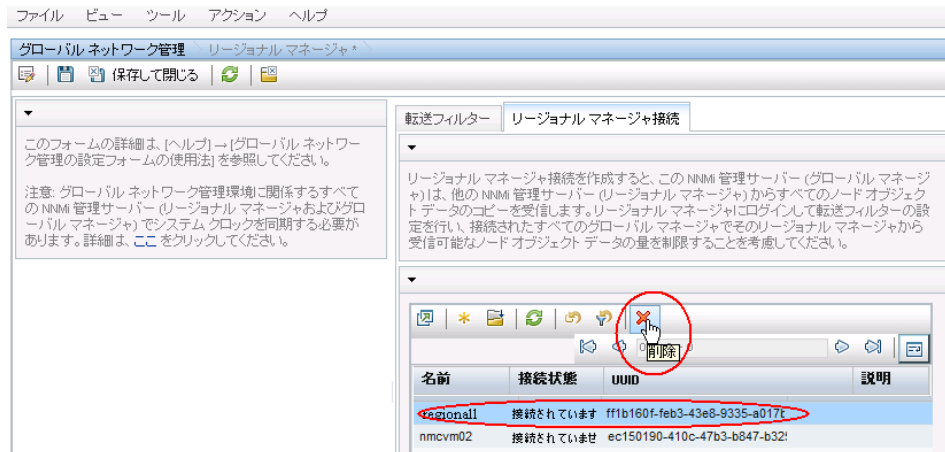 ファイル ビュー ツール アクション ヘルプ
グローバル ネットワーク管理 リージョナル マネージャ *
保存して閉じる
このフォームの詳細は、[ヘルプ] → [グローバル ネットワー
ク管理の設定フォームの使用法] を参照してください。
注意: グローバル ネットワーク管理環境に関係するすべて
の NNMi 管理サーバー (リージョナル マネージャおよびグロ
ーバル マネージャ) でシステム クロックを同期する必要が
あります。詳細は、ここ をクリックしてください。
転送フィルター リージョナル マネージャ接続
リージョナル マネージャ接続を作成すると、この NNMi 管理サーバー (グローバル マネージ
ャ) は、他の NNMi 管理サーバー (リージョナル マネージャ) からすべてのノード オブジェク
ト データのコピーを受信します。リージョナル マネージャにログインして転送フィルターの設
定を行い、接続されたすべてのグローバル マネージャでそのリージョナル マネージャから
受信可能なノード オブジェクト データの量を制限することを考慮してください。
削除
名前 接続状態 UUID 説明
regional1 接続されています ff1b160f-feb3-43e8-9335-a017b
nmcvm02 接続されていませ ec150190-410c-47b3-b847-b32